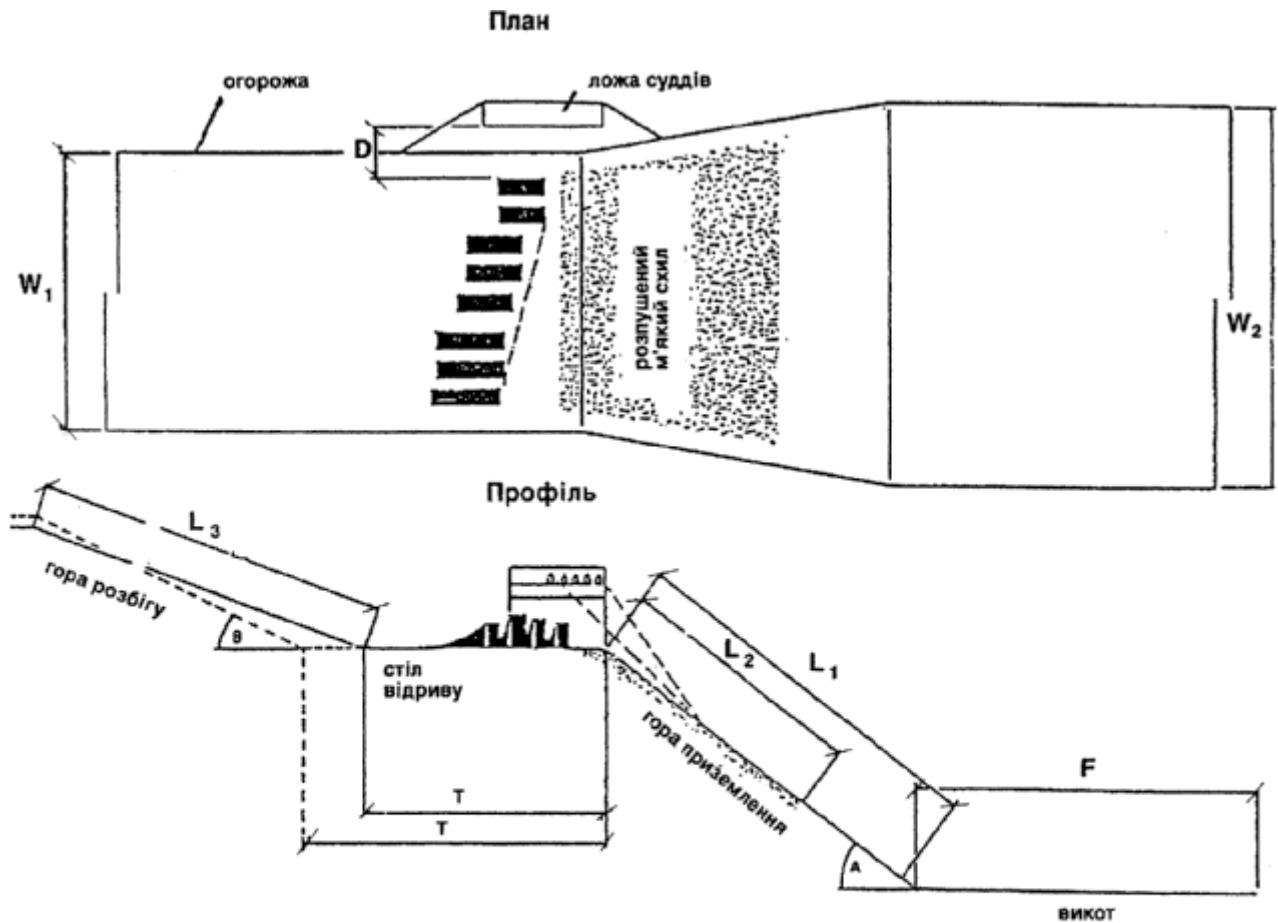 План
огорожа
ложа суддів
D
W1
розпушений
м'який схил
W2
Профіль
L3
гора розбігу
θ
стіл
відриву
L2
L1
гора приземлення
F
T
T
A
викот